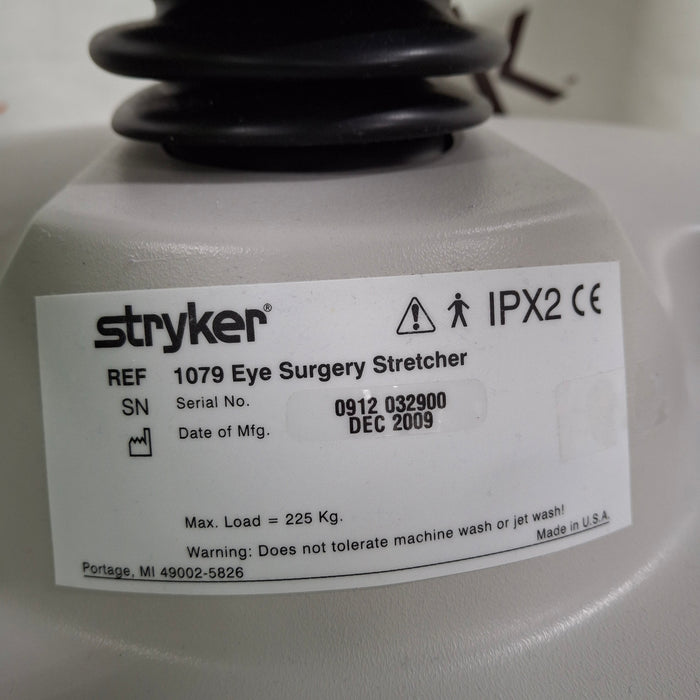 stryker®
IPX2 CE
REF 1079 Eye Surgery Stretcher
SN Serial No. 0912 032900
Date of Mfg. DEC 2009
Max. Load = 225 Kg.
Warning: Does not tolerate machine wash or jet wash!
Portage, MI 49002-5826
Made in U.S.A.